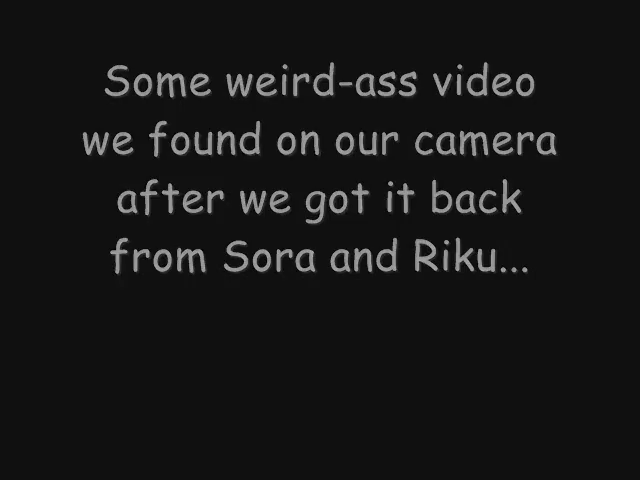 Some weird-ass video
we found on our camera
after we got it back
from Sora and Riku...